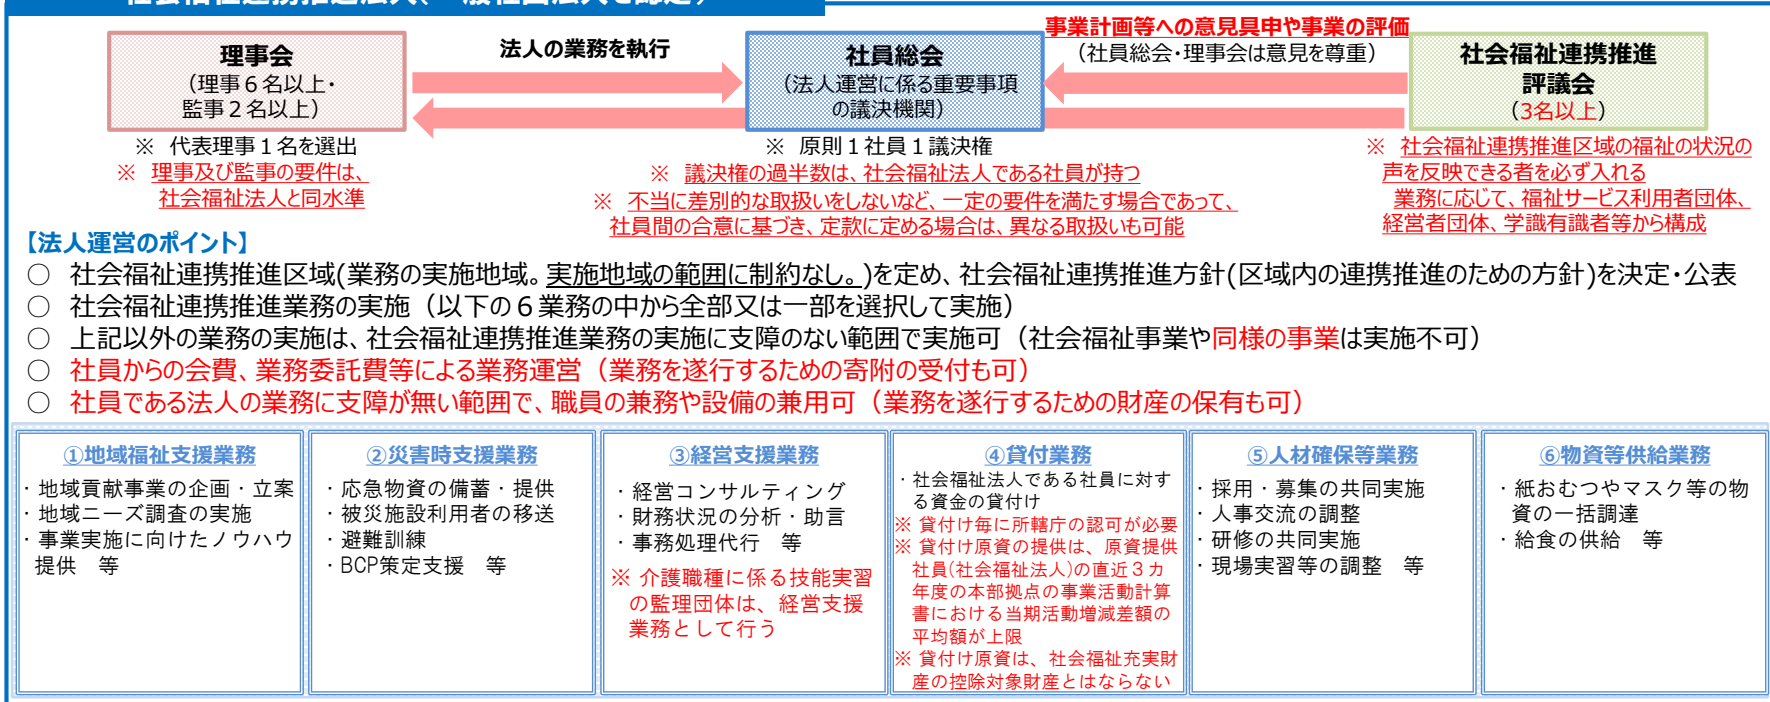 理事会
(理事6名以上・
監事2名以上)
法人の業務を執行
社員総会
(法人運営に係る重要事項
の議決機関)
事業計画等への意見具申や事業の評価
(社員総会・理事会は意見を尊重)
社会福祉連携推進
評議会
(3名以上)
※ 代表理事1名を選出
※ 理事及び監事の要件は、
社会福祉法人と同水準
※ 原則1社員1議決権
※ 議決権の過半数は、社会福祉法人である社員が持つ
※ 不当に差別的な取扱いをしないなど、一定の要件を満たす場合であって、
社員間の合意に基づき、定款に定める場合は、異なる取扱いも可能
※ 社会福祉連携推進区域の福祉の状況の
声を反映できる者を必ず入れる
業務に応じて、福祉サービス利用者団体、
経営者団体、学識有識者等から構成
【法人運営のポイント】
○ 社会福祉連携推進区域(業務の実施地域。実施地域の範囲に制約なし。)を定め、社会福祉連携推進方針(区域内の連携推進のための方針)を決定・公表
○ 社会福祉連携推進業務の実施(以下の6業務の中から全部又は一部を選択して実施)
○ 上記以外の業務の実施は、社会福祉連携推進業務の実施に支障のない範囲で実施可(社会福祉事業や同様の事業は実施不可)
○ 社員からの会費、業務委託費等による業務運営(業務を遂行するための寄附の受付も可)
○ 社員である法人の業務に支障が無い範囲で、職員の兼務や設備の兼用可(業務を遂行するための財産の保有も可)
①地域福祉支援業務
・地域貢献事業の企画・立案
・地域ニーズ調査の実施
・事業実施に向けたノウハウ
提供 等
②災害時支援業務
・応急物資の備蓄・提供
・被災施設利用者の移送
・避難訓練
・BCP策定支援 等
③経営支援業務
・経営コンサルティング
・財務状況の分析・助言
・事務処理代行 等
※ 介護職種に係る技能実習
の監理団体は、経営支援
業務として行う
④貸付業務
・社会福祉法人である社員に対す
る資金の貸付け
※ 貸付け毎に所轄庁の認可が必要
※ 貸付け原資の提供は、原資提供
社員(社会福祉法人)の直近3カ
年度の本部拠点の事業活動計算
書における当期活動増減差額の
平均額が上限
※ 貸付け原資は、社会福祉充実財
産の控除対象財産とはならない
⑤人材確保等業務
・採用・募集の共同実施
・人事交流の調整
・研修の共同実施
・現場実習等の調整 等
⑥物資等供給業務
・紙おむつやマスク等の物
資の一括調達
・給食の供給 等